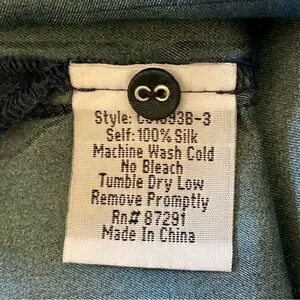 Style: 
Self: 100% Silk
Machine Wash Cold
No Bleach
Tumble Dry Low
Remove Promptly
Rn# 87291
Made In China